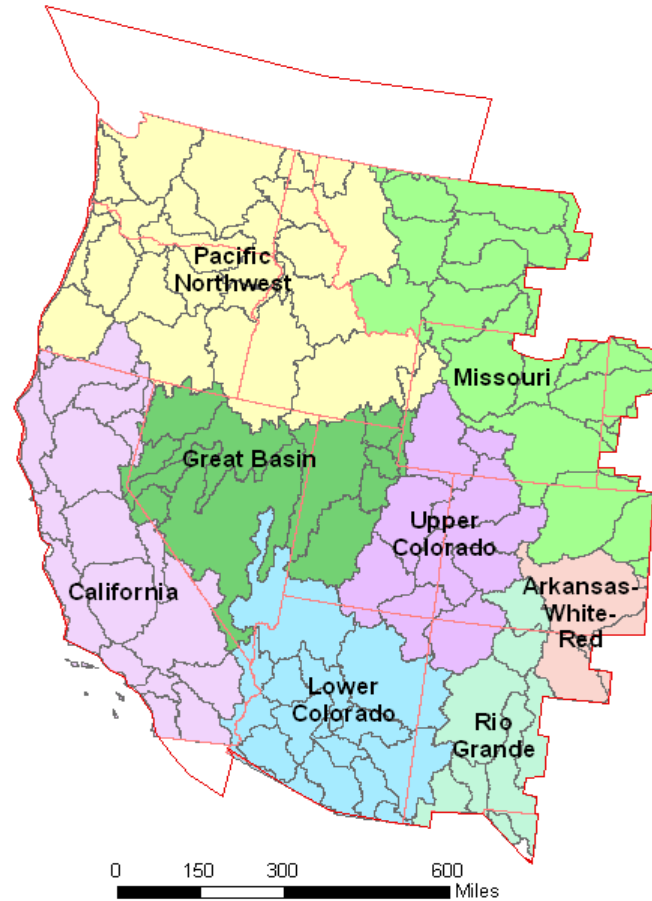 Pacific
Northwest
Missouri
Great Basin
Upper
Colorado
California
Arkansas-
White-
Red
Lower
Colorado
Rio
Grande
0 150 300 600
Miles